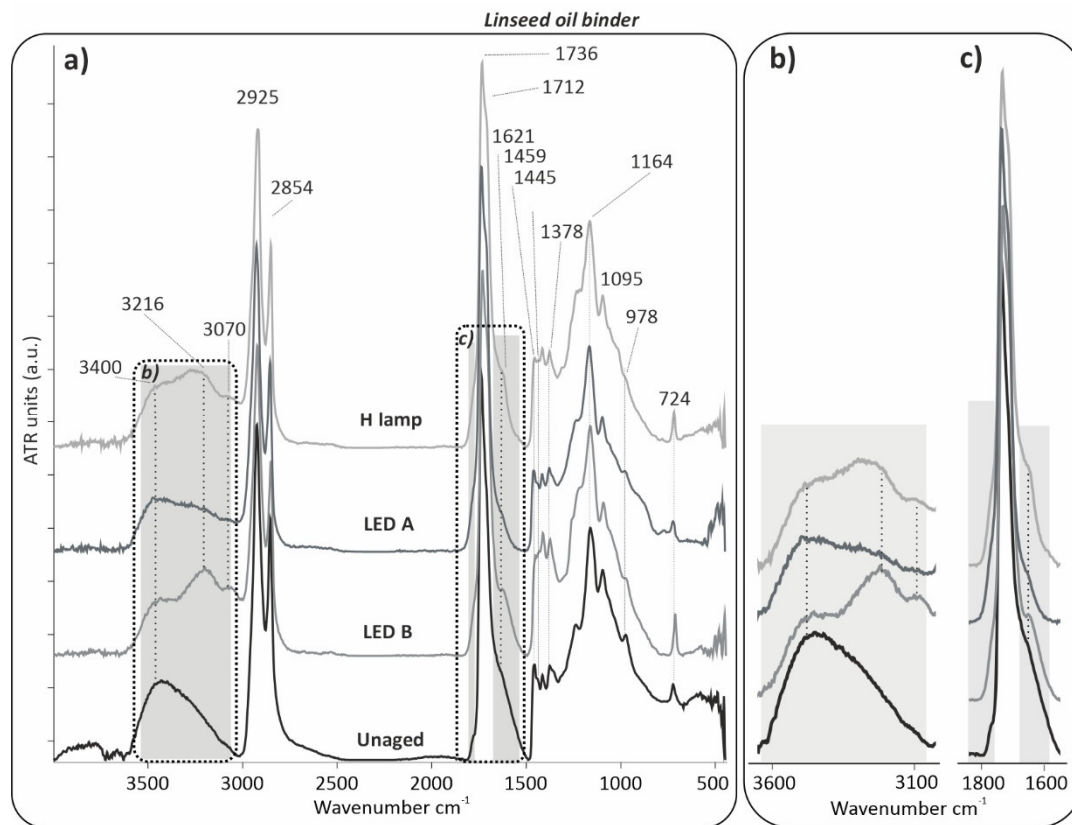 Linseed oil binder
a)
b)
c)
1736
1712
2925
1621
1459
1445
2854
1164
1378
1095
978
3216
3070
3400
b)
c)
724
H lamp
LED A
LED B
Unaged
ATR units (a.u.)
3500 3000 2500 2000 1500 1000 500
Wavenumber cm-1
3600 3100 1800 1600
Wavenumber cm-1